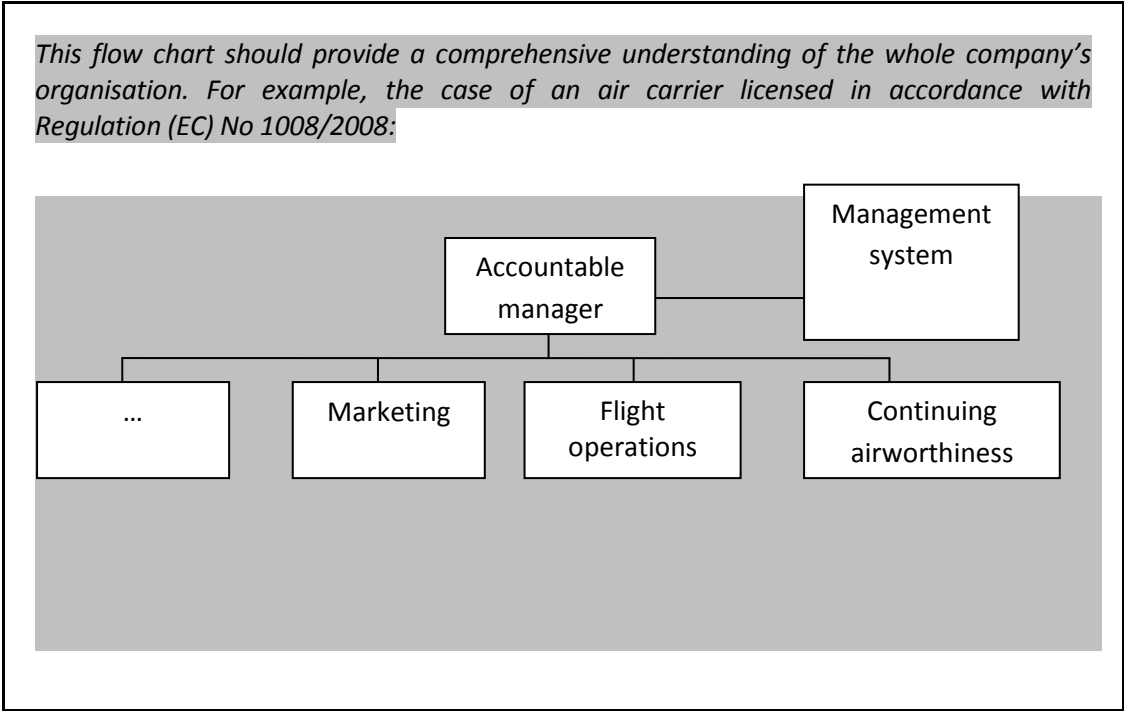 This flow chart should provide a comprehensive understanding of the whole company’s
organisation. For example, the case of an air carrier licensed in accordance with
Regulation (EC) No 1008/2008:
Management
system
Accountable
manager
…
Marketing
Flight
operations
Continuing
airworthiness